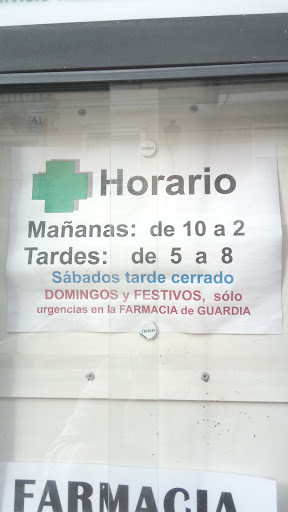 Horario
Mañanas: de 10 a 2
Tardes: de 5 a 8
Sábados tarde cerrado
DOMINGOS y FESTIVOS, sólo
urgencias en la FARMACIA de GUARDIA
FARMACIA